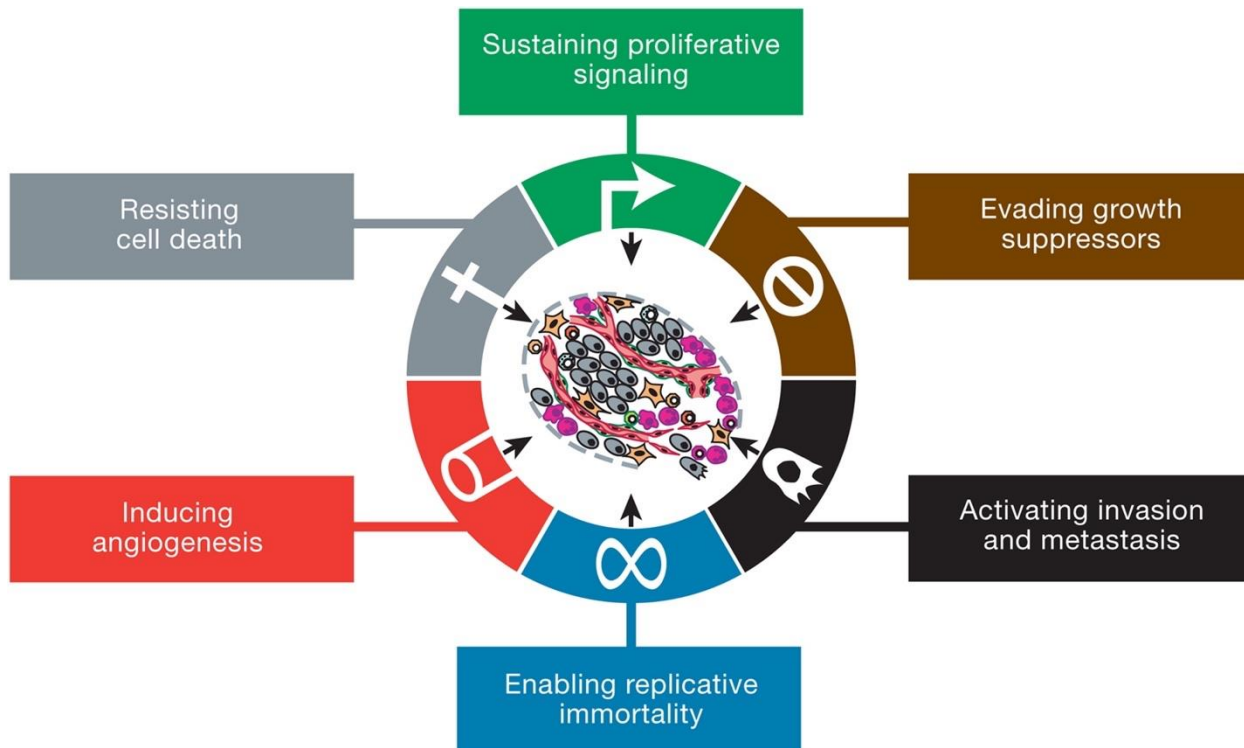 Sustaining proliferative
signaling
Resisting
cell death
Evading growth
suppressors
Inducing
angiogenesis
Activating invasion
and metastasis
Enabling replicative
immortality